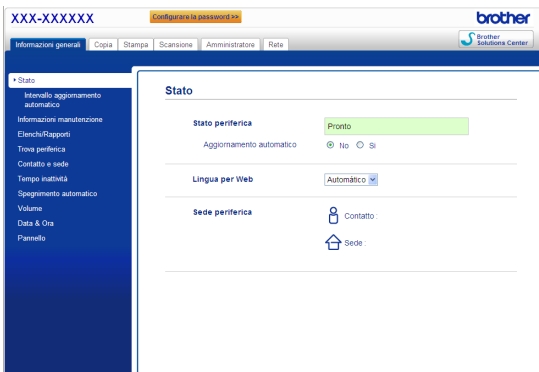 XXX-XXXXXX
Configurare la password >>
brother
Informazioni generali Copia Stampa Scansione Amministratore Rete
Brother Solutions Center
Stato
Intervallo aggiornamento
automatico
Informazioni manutenzione
Elenchi/Rapporti
Trova periferica
Contatto e sede
Tempo inattività
Spegnimento automatico
Volume
Data & Ora
Pannello
Stato
Stato periferica Pronto
Aggiornamento automatico No Si
Lingua per Web Automático
Sede periferica Contatto :
Sede :